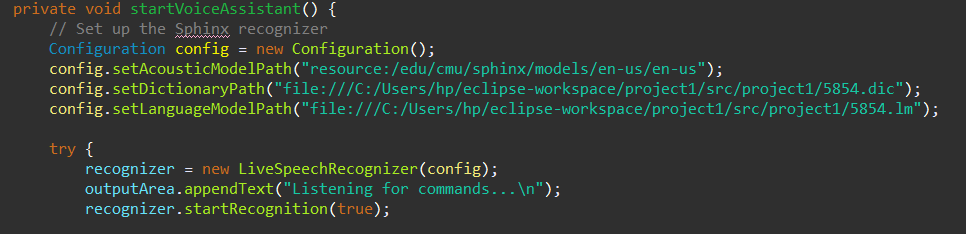 private void startVoiceAssistant() {
// Set up the Sphinx recognizer
Configuration config = new Configuration();
config.setAcousticModelPath("resource:/edu/cmu/sphinx/models/en-us/en-us");
config.setDictionaryPath("file:///C:/Users/hp/eclipse-workspace/project1/src/project1/5854.dic");
config.setLanguageModelPath("file:///C:/Users/hp/eclipse-workspace/project1/src/project1/5854.lm");
try {
recognizer = new LiveSpeechRecognizer(config);
outputArea.appendText("Listening for commands...\n");
recognizer.startRecognition(true);